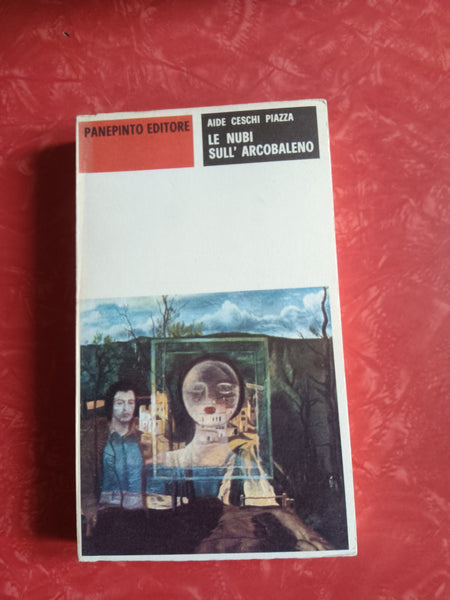 PANEPINTO EDITORE
AIDE CESCHI PIAZZA
LE NUBI
SULL' ARCOBALENO